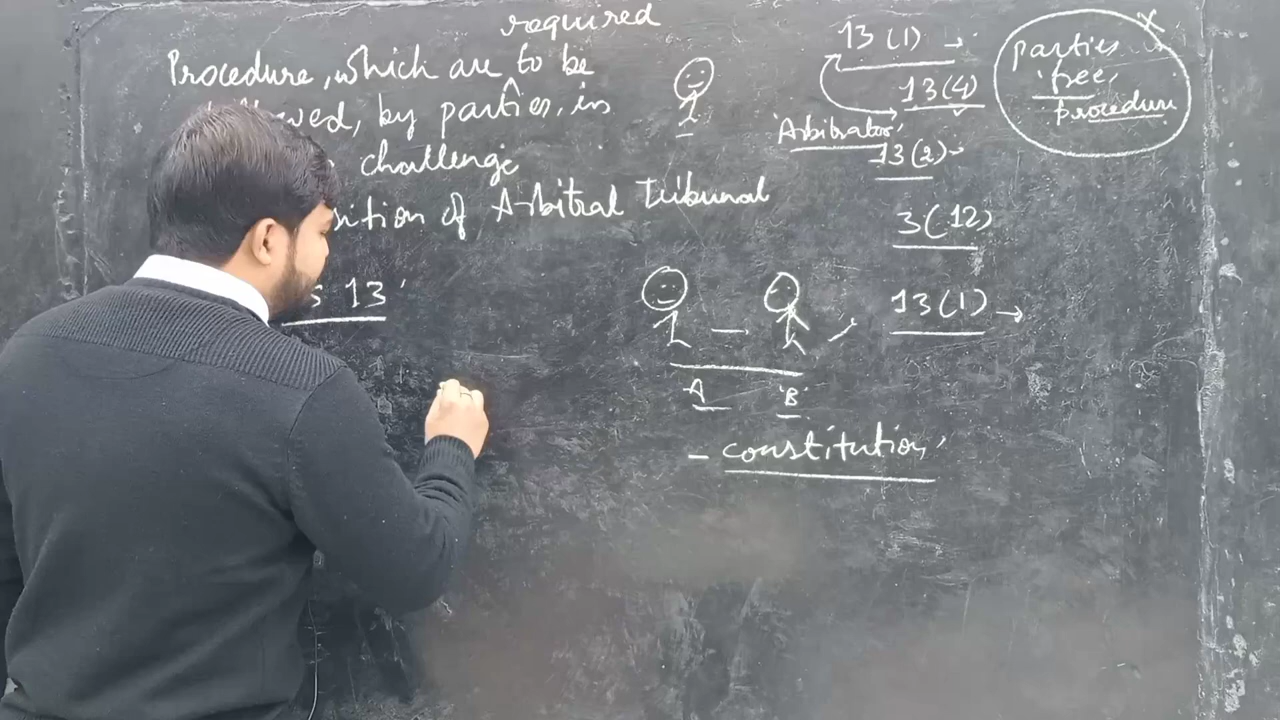 required
Procedure, which are to be
by parties, in
challenge
of Arbitral Tribunal
13'
13(1) →
13(4)
'Arbitrator'
13(2)
3(12)
parties
'free'
procedure
x
13(1) →
A
'B'
- constitution'